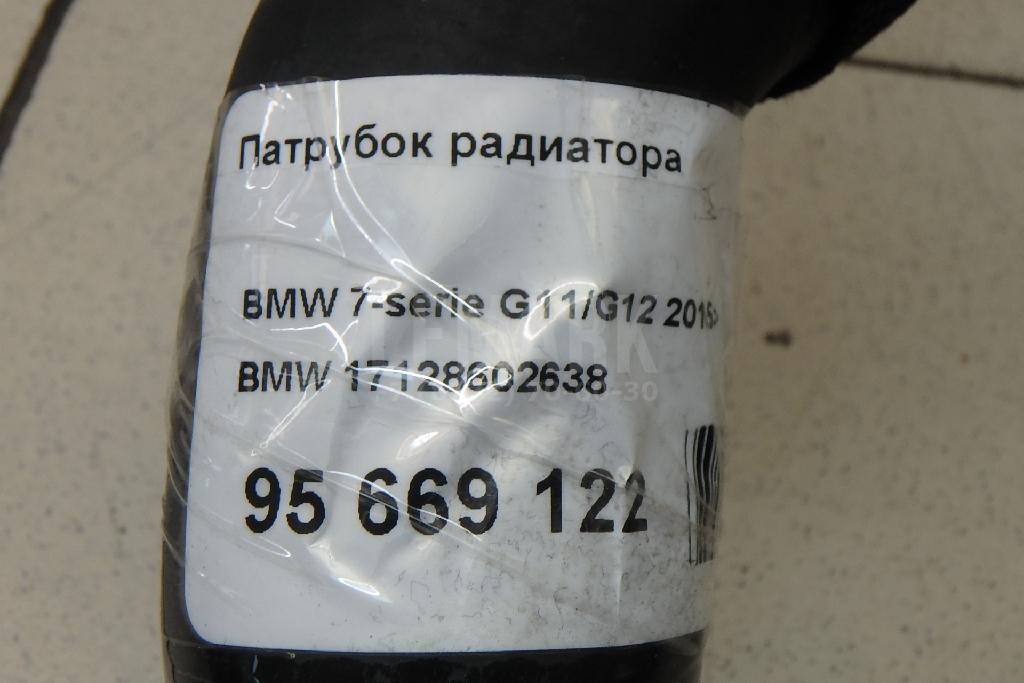 Патрубок радиатора
BMW 7-serie G11/G12 2015>
BMW 17128602638
95 669 122